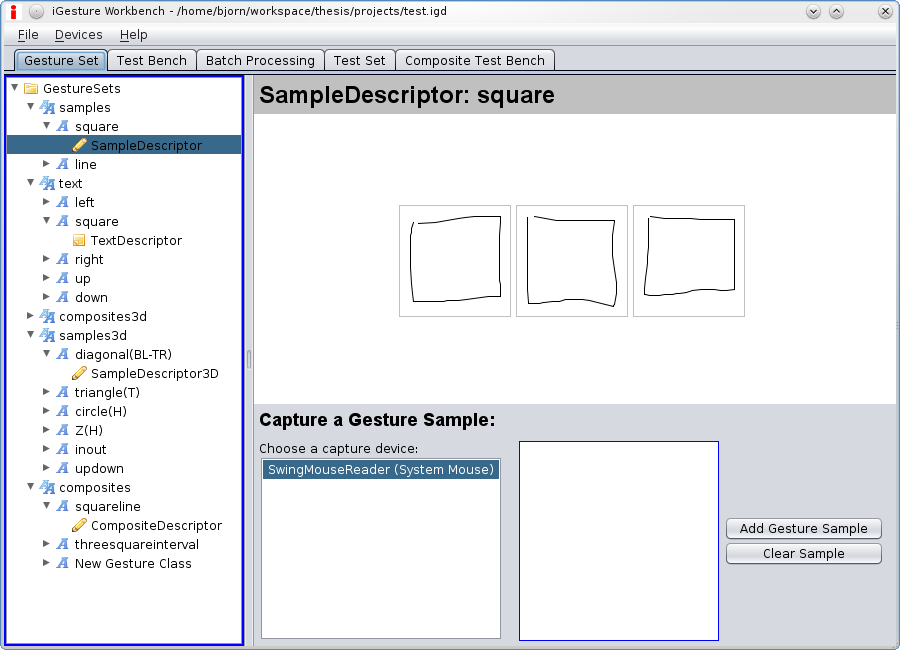 iGesture Workbench - /home/bjorn/workspace/thesis/projects/test.igd
File Devices Help
Gesture Set Test Bench Batch Processing Test Set Composite Test Bench
GestureSets
samples
square
SampleDescriptor
line
text
left
square
TextDescriptor
right
up
down
composites3d
samples3d
diagonal(BL-TR)
SampleDescriptor3D
triangle(T)
circle(H)
Z(H)
inout
updown
composites
squareline
CompositeDescriptor
threesquareinterval
New Gesture Class
SampleDescriptor: square
Capture a Gesture Sample:
Choose a capture device:
SwingMouseReader (System Mouse)
Add Gesture Sample
Clear Sample